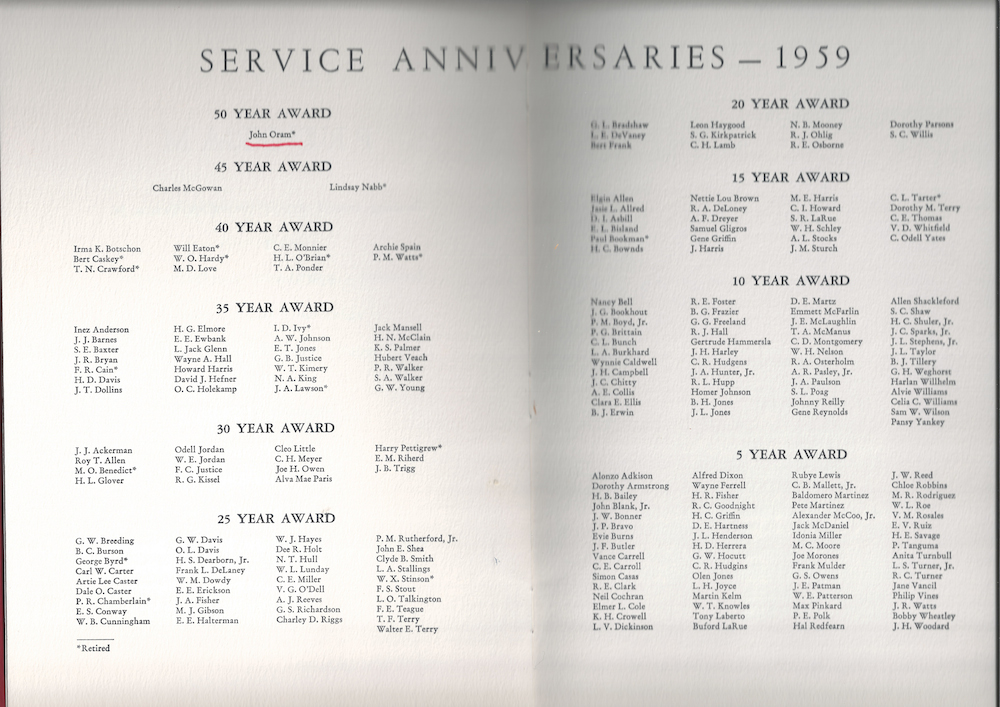 SERVICE ANNIVERSARIES — 1959
50 YEAR AWARD
John Oram*
45 YEAR AWARD
Charles McGowan Lindsay Nabb*
40 YEAR AWARD
Irma K. Botschon Will Eaton* C. E. Monnier Archie Spain
Bert Caskey* W. O. Hardy* H. L. O'Brian* P. M. Watts*
T. N. Crawford* M. D. Love T. A. Ponder
35 YEAR AWARD
Inez Anderson H. G. Elmore I. D. Ivy* Jack Mansell
J. J. Barnes E. E. Ewbank A. W. Johnson H. N. McClain
S. E. Baxter L. Jack Glenn E. T. Jones K. S. Palmer
J. R. Bryan Wayne A. Hall G. B. Justice Hubert Veach
F. R. Cain* Howard Harris W. T. Kimery P. R. Walker
H. D. Davis David J. Hefner N. A. King S. A. Walker
J. T. Dollins O. C. Holekamp J. A. Lawson* G. W. Young
30 YEAR AWARD
J. J. Ackerman Odell Jordan Cleo Little Harry Pettigrew*
Roy T. Allen W. E. Jordan C. H. Meyer E. M. Riherd
M. O. Benedict* F. C. Justice Joe H. Owen J. B. Trigg
H. L. Glover R. G. Kissel Alva Mae Paris
25 YEAR AWARD
G. W. Breeding G. W. Davis W. J. Hayes P. M. Rutherford, Jr.
B. C. Burson O. L. Davis Dee R. Holt John E. Shea
George Byrd* H. S. Dearborn, Jr. N. T. Hull Clyde B. Smith
Carl W. Carter Frank L. DeLaney W. L. Lunday L. A. Stallings
Artie Lee Caster W. M. Dowdy C. E. Miller W. X. Stinson*
Dale O. Caster E. E. Erickson V. G. O'Dell F. S. Stout
P. R. Chamberlain* J. A. Fisher A. J. Reeves L. O. Talkington
E. S. Conway M. J. Gibson G. S. Richardson F. E. Teague
W. B. Cunningham E. E. Halterman Charley D. Riggs T. F. Terry
Walter E. Terry
*Retired
20 YEAR AWARD
O. L. Bradshaw Leon Haygood N. B. Mooney Dorothy Parsons
L. E. DeVaney S. G. Kirkpatrick R. J. Ohlig S. C. Willis
Bert Frank C. H. Lamb R. E. Osborne
15 YEAR AWARD
Elgin Allen Nettie Lou Brown M. E. Harris C. L. Tarter*
L. Allred R. A. DeLoney C. I. Howard Dorothy M. Terry
D. I. Asbill A. F. Dreyer S. R. LaRue C. E. Thomas
E. L. Bisland Samuel Gligros W. H. Schley V. D. Whitfield
Paul Bookman* Gene Griffin A. L. Stocks C. Odell Yates
H. C. Bownds J. Harris J. M. Sturch
10 YEAR AWARD
Nancy Bell R. E. Foster D. E. Martz Allen Shackleford
J. G. Bookhout B. G. Frazier Emmett McFarlin S. C. Shaw
P. M. Boyd, Jr. G. G. Freeland J. E. McLaughlin H. C. Shuler, Jr.
P. G. Brittain R. J. Hall T. A. McManus J. C. Sparks, Jr.
C. L. Bunch Gertrude Hammersla C. D. Montgomery J. L. Stephens, Jr.
L. A. Burkhard J. H. Harley W. H. Nelson J. L. Taylor
Wynnie Caldwell C. R. Hudgens R. A. Osterholm B. J. Tillery
J. H. Campbell J. A. Hunter, Jr. A. R. Pasley, Jr. G. H. Weghorst
J. C. Chitty R. L. Hupp J. A. Paulson Harlan Willhelm
A. E. Collis Homer Johnson S. L. Poag Alvie Williams
Clara E. Ellis B. H. Jones Johnny Reilly Celia C. Williams
B. J. Erwin J. L. Jones Gene Reynolds Sam W. Wilson
Pansy Yankey
5 YEAR AWARD
Alonzo Adkison Alfred Dixon Rubye Lewis J. W. Reed
Dorothy Armstrong Wayne Ferrell C. B. Mallett, Jr. Chloe Robbins
H. B. Bailey H. R. Fisher Baldomero Martinez M. R. Rodriguez
John Blank, Jr. R. C. Goodnight Pete Martinez W. L. Roe
J. W. Bonner H. C. Griffin Alexander McCoo, Jr. V. M. Rosales
J. P. Bravo D. E. Hartness Jack McDaniel E. V. Ruiz
Evie Burns J. L. Henderson Idonia Miller H. E. Savage
J. F. Butler H. D. Herrera M. C. Moore P. Tanguma
Vance Carrell G. W. Hocutt Joe Morones Anita Turnbull
C. E. Carroll C. R. Hudgins Frank Mulder L. S. Turner, Jr.
Simon Casas Olen Jones G. S. Owens R. C. Turner
R. E. Clark L. H. Joyce J. E. Patman Jane Vancil
Neil Cochran Martin Kelm W. E. Patterson Philip Vines
Elmer L. Cole W. T. Knowles Max Pinkard J. R. Watts
K. H. Crowell Tony Laberto P. E. Polk Bobby Wheatley
L. V. Dickinson Buford LaRue Hal Redfearn J. H. Woodard